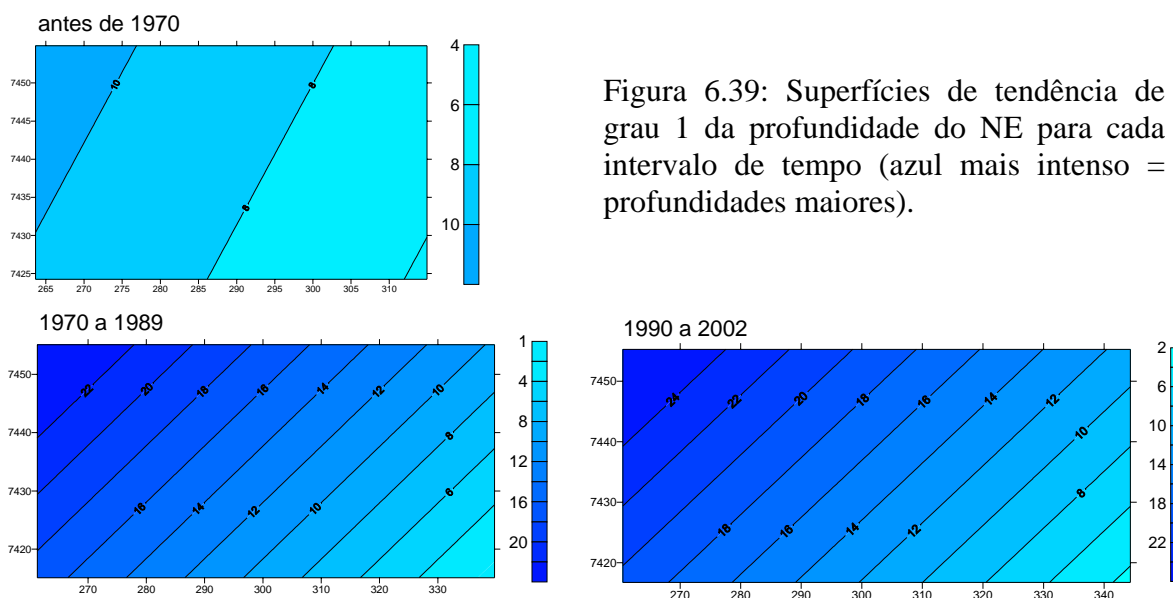 antes de 1970
4
6
8
10
7450
7445
7440
7435
7430
7425
265 270 275 280 285 290 295 300 305 310
10 8 8
Figura 6.39: Superfícies de tendência de
grau 1 da profundidade do NE para cada
intervalo de tempo (azul mais intenso =
profundidades maiores).
1970 a 1989
1
4
8
12
16
20
7450
7440
7430
7420
270 280 290 300 310 320 330
22 20 18 16 14 12 10
8
16 14 12 10 6
1990 a 2002
2
6
10
14
18
22
7450
7440
7430
7420
270 280 290 300 310 320 330 340
24 22 20 18 16 14 12
10
8
18 16 14 12